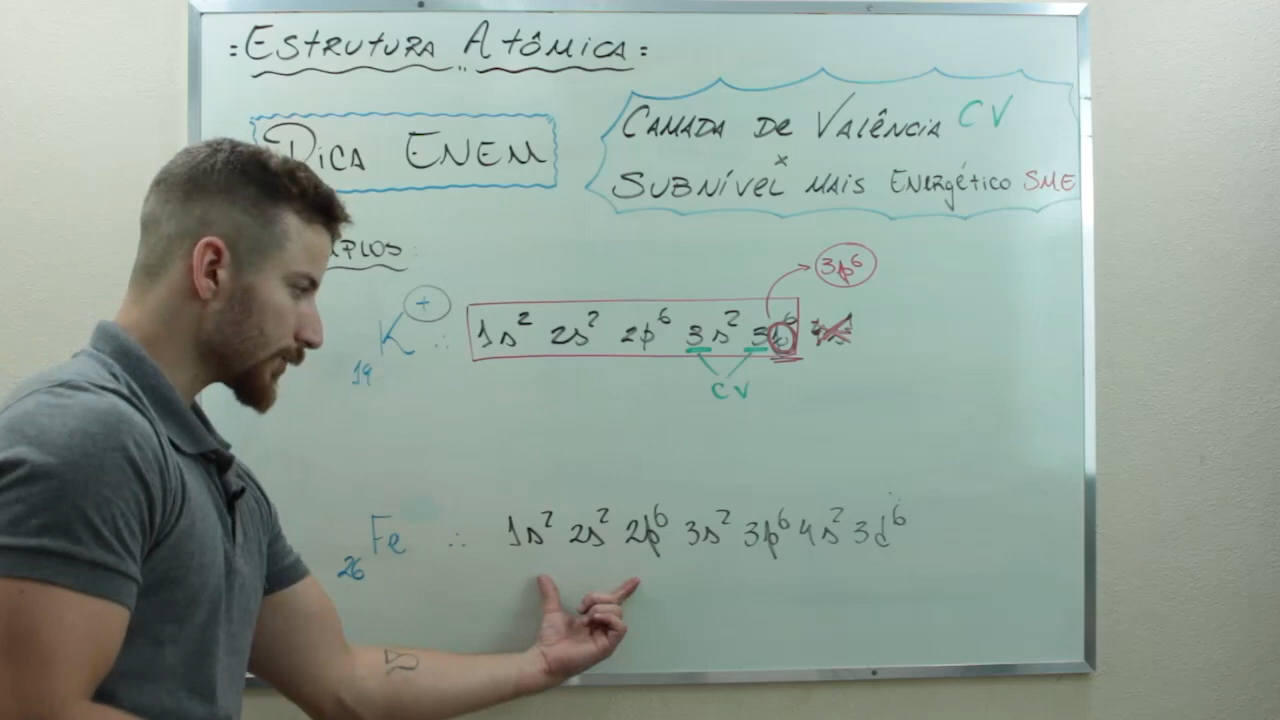 : ESTRUTURA ATÔMICA :
DICA ENEM
CAMADA DE VALÊNCIA CV
x
SUBNÍVEL MAIS ENERGÉTICO SME
3p⁶
19 K + ∴ 1s² 2s² 2p⁶ 3s² 3p⁶
CV
26 Fe ∴ 1s² 2s² 2p⁶ 3s² 3p⁶ 4s² 3d⁶